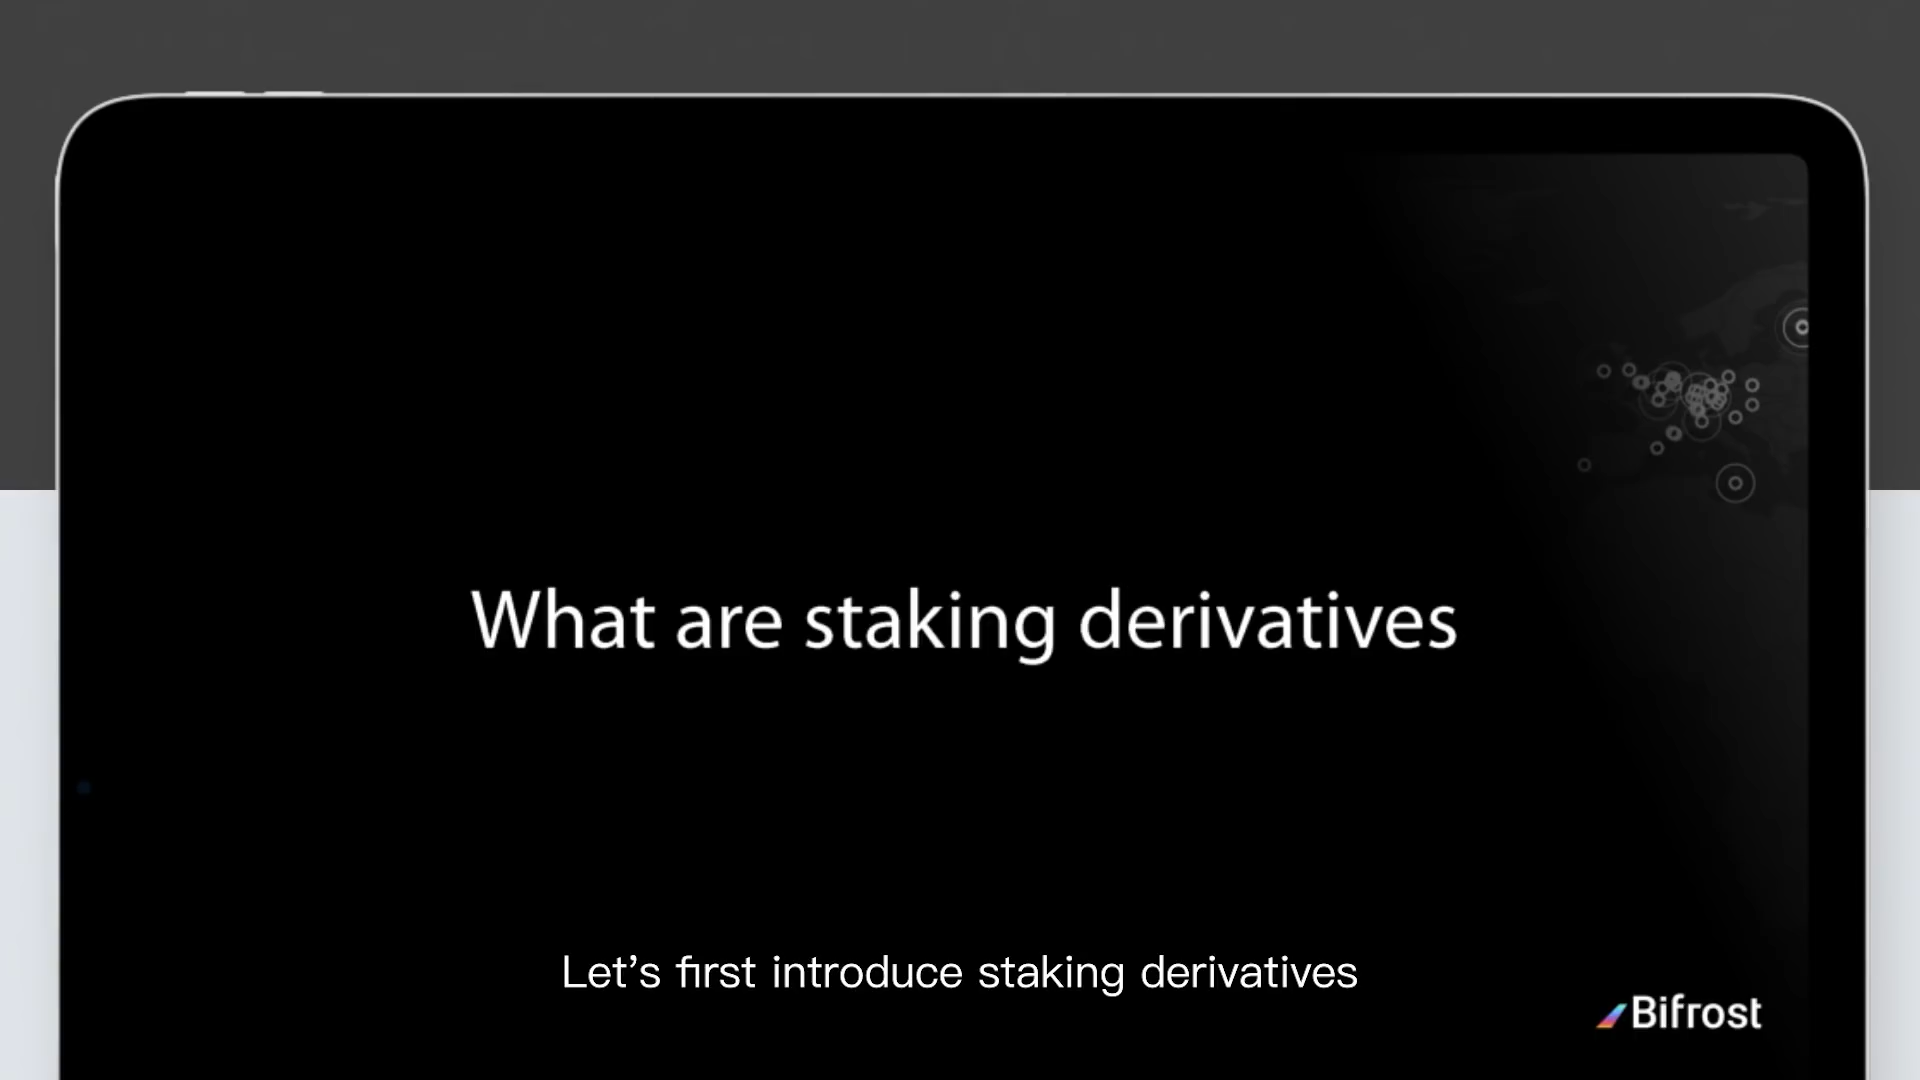 What are staking derivatives
Let's first introduce staking derivatives
Bifrost